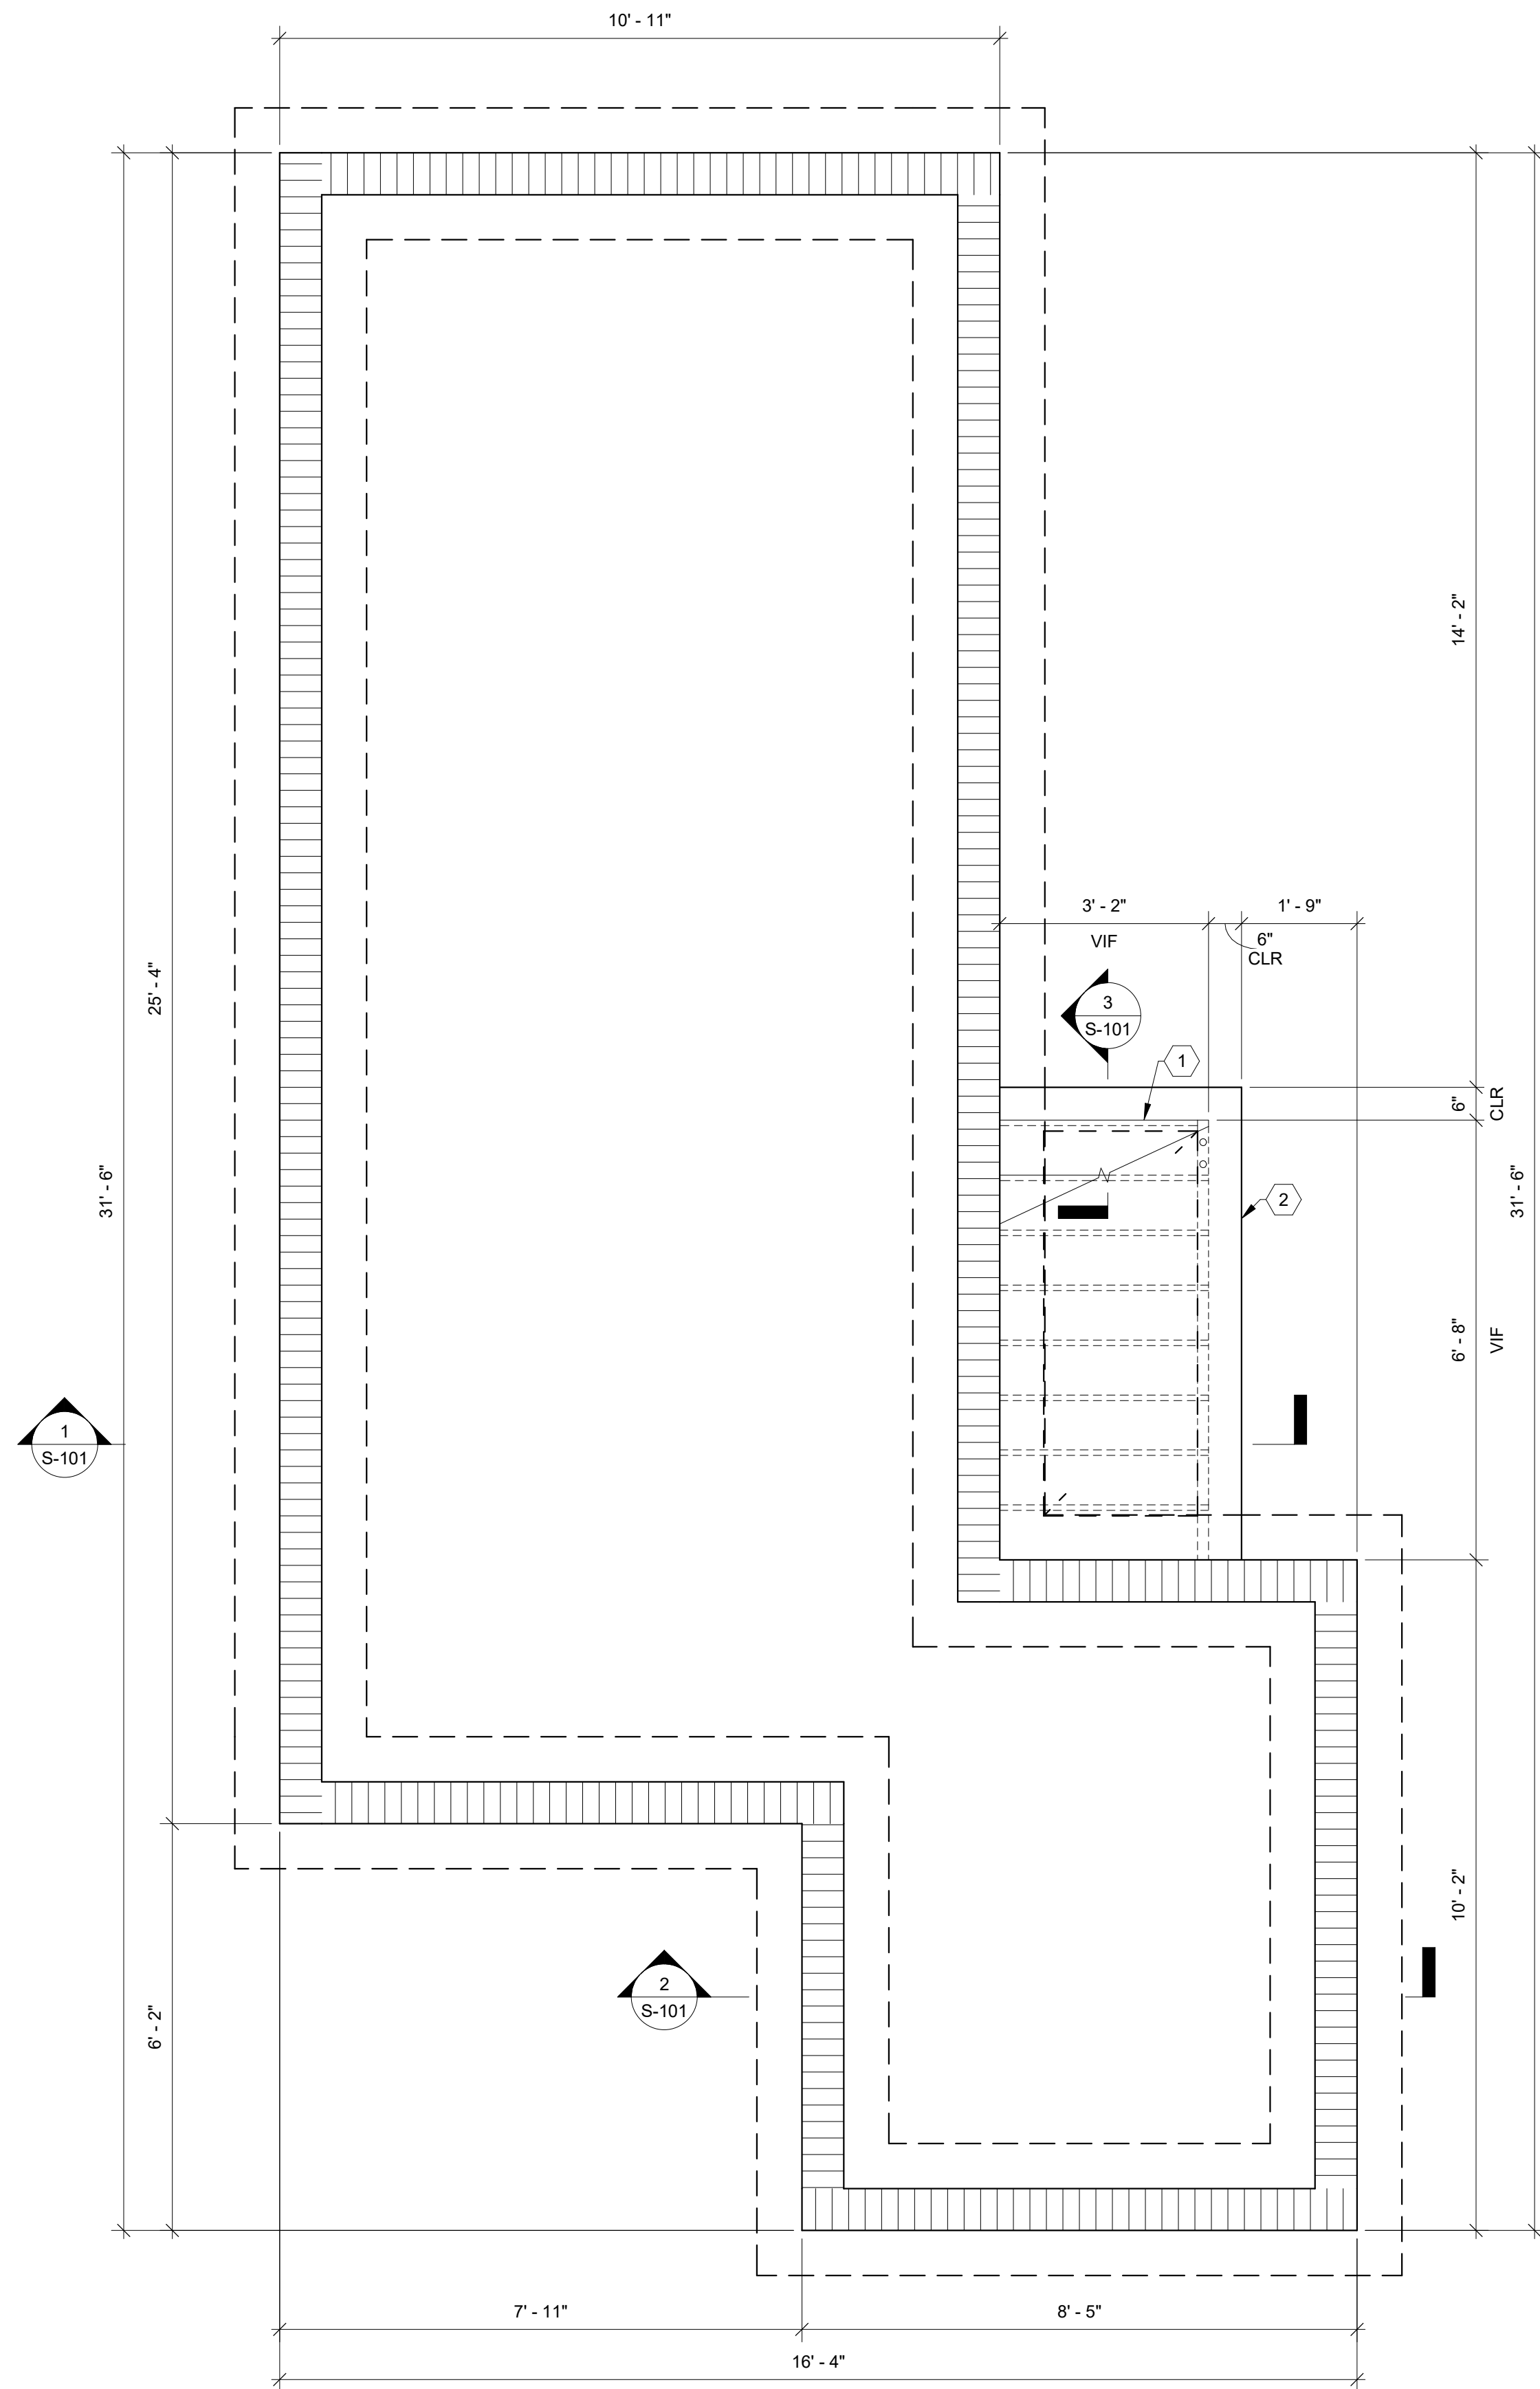 10' - 11"
14' - 2"
3' - 2"
VIF
6"
CLR
1' - 9"
25' - 4"
3
S-101
1
6"
CLR
31' - 6"
31' - 6"
2
6' - 8"
VIF
1
S-101
10' - 2"
2
S-101
6' - 2"
7' - 11"
8' - 5"
16' - 4"